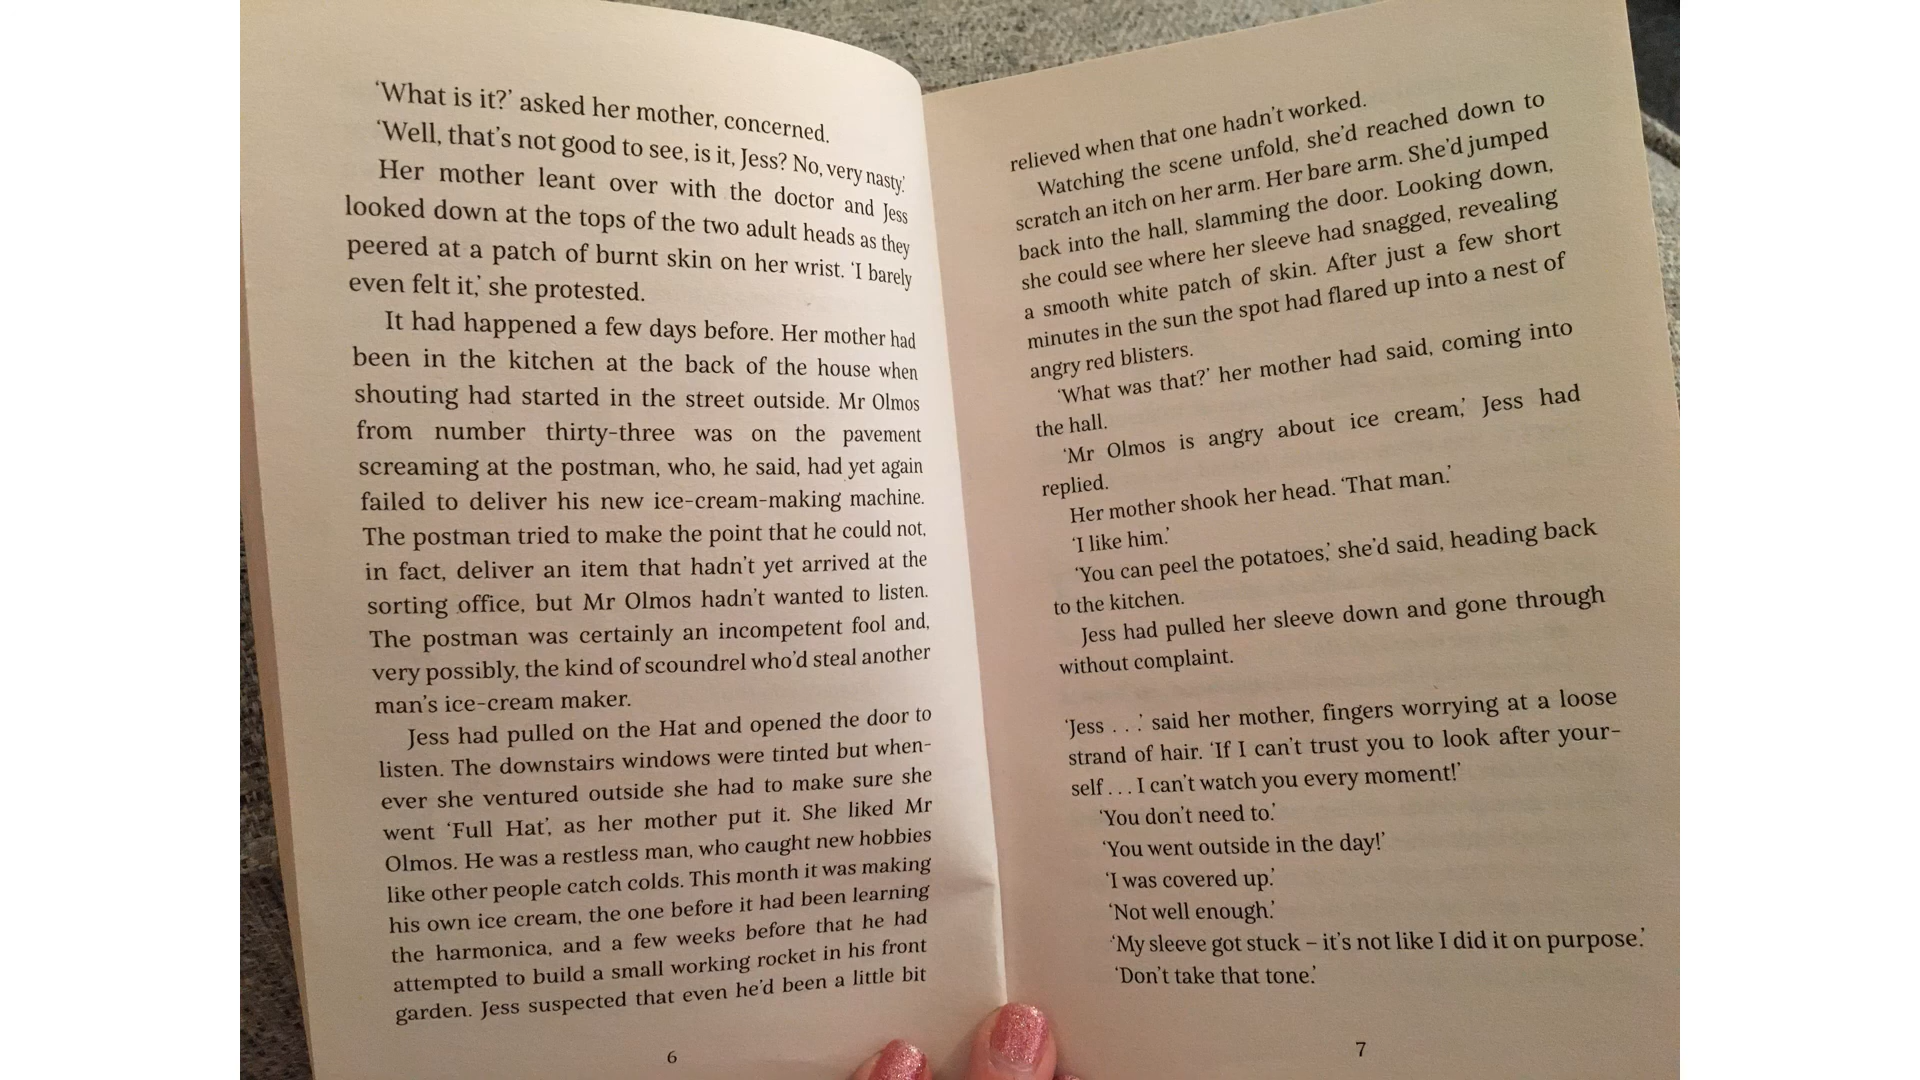 ‘What is it?’ asked her mother, concerned.
‘Well, that’s not good to see, is it, Jess? No, very nasty.’
Her mother leant over with the doctor and Jess
looked down at the tops of the two adult heads as they
peered at a patch of burnt skin on her wrist. ‘I barely
even felt it,’ she protested.
It had happened a few days before. Her mother had
been in the kitchen at the back of the house when
shouting had started in the street outside. Mr Olmos
from number thirty-three was on the pavement
screaming at the postman, who, he said, had yet again
failed to deliver his new ice-cream-making machine.
The postman tried to make the point that he could not,
in fact, deliver an item that hadn’t yet arrived at the
sorting office, but Mr Olmos hadn’t wanted to listen.
The postman was certainly an incompetent fool and,
very possibly, the kind of scoundrel who’d steal another
man’s ice-cream maker.
Jess had pulled on the Hat and opened the door to
listen. The downstairs windows were tinted but when-
ever she ventured outside she had to make sure she
went ‘Full Hat’, as her mother put it. She liked Mr
Olmos. He was a restless man, who caught new hobbies
like other people catch colds. This month it was making
his own ice cream, the one before it had been learning
the harmonica, and a few weeks before that he had
attempted to build a small working rocket in his front
garden. Jess suspected that even he’d been a little bit
6
relieved when that one hadn’t worked.
Watching the scene unfold, she’d reached down to
scratch an itch on her arm. Her bare arm. She’d jumped
back into the hall, slamming the door. Looking down,
she could see where her sleeve had snagged, revealing
a smooth white patch of skin. After just a few short
minutes in the sun the spot had flared up into a nest of
angry red blisters.
‘What was that?’ her mother had said, coming into
the hall.
‘Mr Olmos is angry about ice cream,’ Jess had
replied.
Her mother shook her head. ‘That man.’
‘I like him.’
‘You can peel the potatoes,’ she’d said, heading back
to the kitchen.
Jess had pulled her sleeve down and gone through
without complaint.
‘Jess . . .’ said her mother, fingers worrying at a loose
strand of hair. ‘If I can’t trust you to look after your-
self . . . I can’t watch you every moment!’
‘You don’t need to.’
‘You went outside in the day!’
‘I was covered up.’
‘Not well enough.’
‘My sleeve got stuck – it’s not like I did it on purpose.’
‘Don’t take that tone.’
7